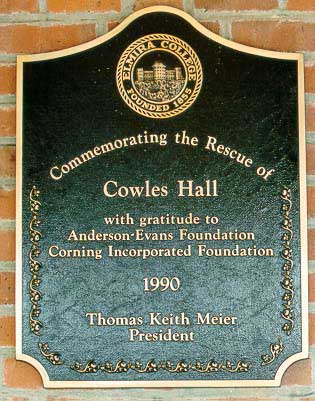 ELMIRA COLLEGE
FOUNDED 1855
Commemorating the Rescue of
Cowles Hall
with gratitude to
Anderson-Evans Foundation
Corning Incorporated Foundation
1990
Thomas Keith Meier
President